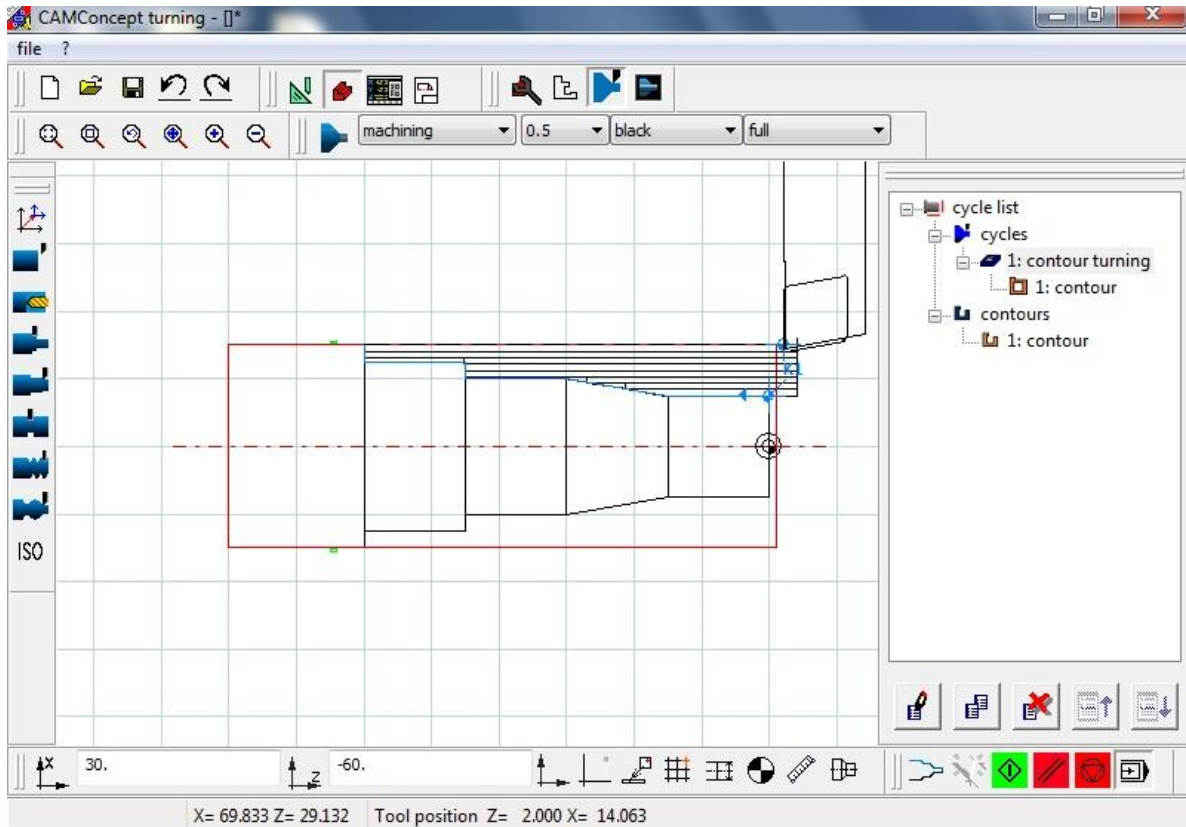 CAMConcept turning - []*
file ?
machining 0.5 black full
cycle list
cycles
1: contour turning
1: contour
contours
1: contour
K1
ISO
X 30. Z -60.
X= 69.833 Z= 29.132 Tool position Z= 2.000 X= 14.063